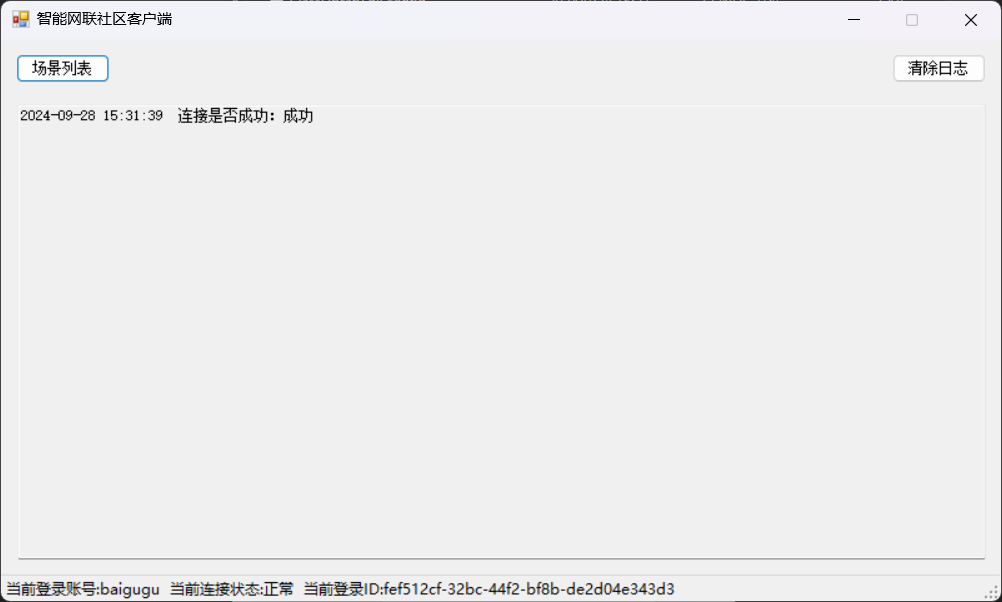 智能网联社区客户端
场景列表 清除日志
2024-09-28 15:31:39 连接是否成功：成功
当前登录账号:baigugu 当前连接状态:正常 当前登录ID:fef512cf-32bc-44f2-bf8b-de2d04e343d3